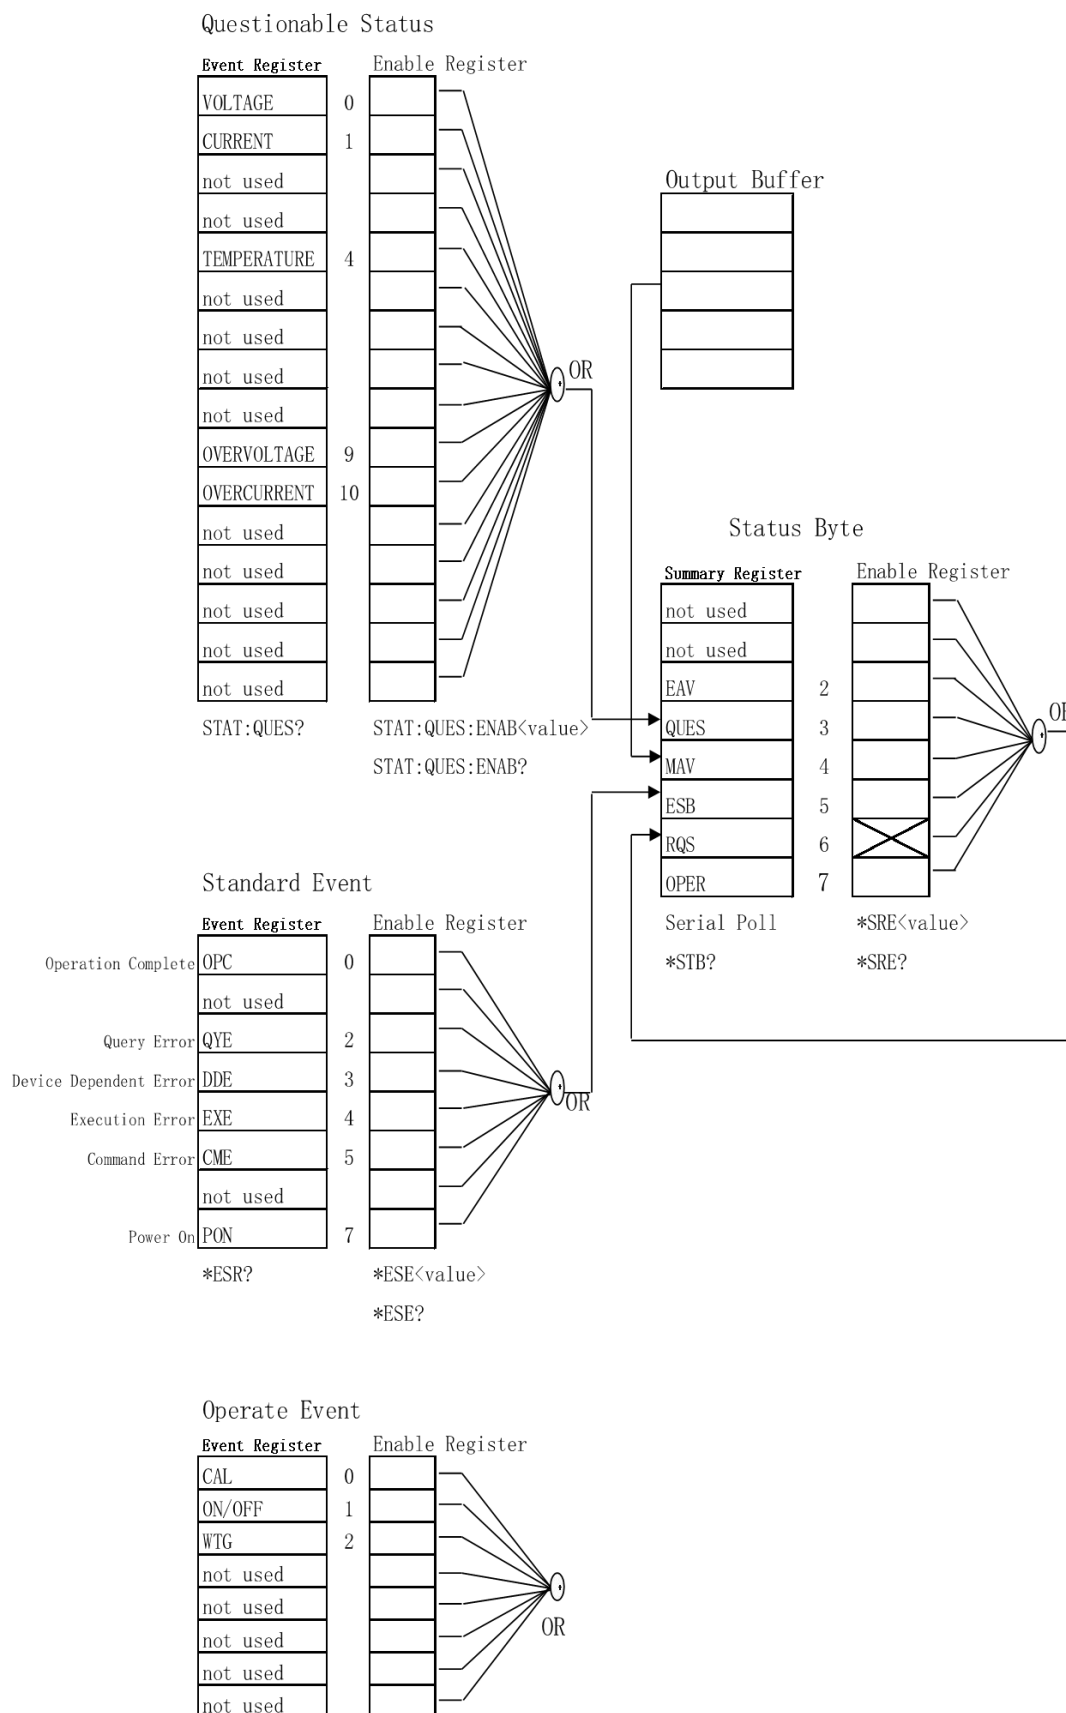 Questionable Status
Event Register
Enable Register
VOLTAGE 0
CURRENT 1
not used
not used
TEMPERATURE 4
not used
not used
not used
not used
OVERVOLTAGE 9
OVERCURRENT 10
not used
not used
not used
not used
not used
STAT:QUES?
STAT:QUES:ENAB<value>
STAT:QUES:ENAB?
OR
Output Buffer
Status Byte
Summary Register
Enable Register
not used
not used
EAV 2
QUES 3
MAV 4
ESB 5
RQS 6
OPER 7
Serial Poll
*STB?
*SRE<value>
*SRE?
Standard Event
Event Register
Enable Register
Operation Complete OPC 0
not used
Query Error QYE 2
Device Dependent Error DDE 3
Execution Error EXE 4
Command Error CME 5
not used
Power On PON 7
*ESR?
*ESE<value>
*ESE?
OR
Operate Event
Event Register
Enable Register
CAL 0
ON/OFF 1
WTG 2
not used
not used
not used
not used
not used
OR